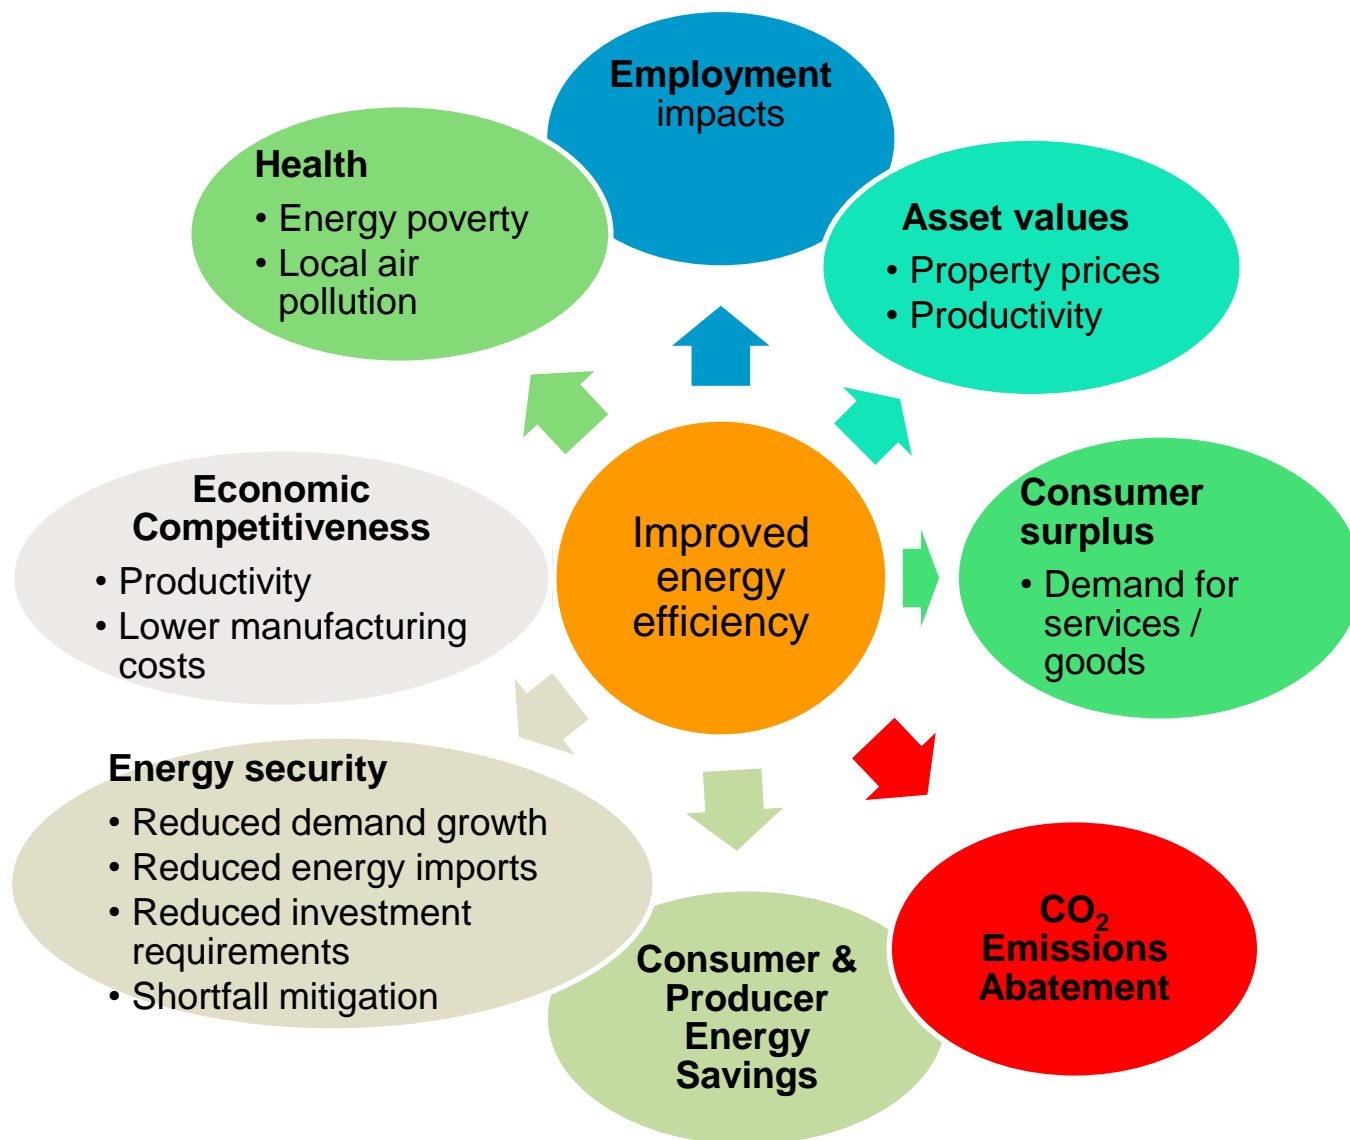 Employment
impacts
Health
• Energy poverty
• Local air
pollution
Asset values
• Property prices
• Productivity
Economic
Competitiveness
• Productivity
• Lower manufacturing
costs
Improved
energy
efficiency
Consumer
surplus
• Demand for
services /
goods
Energy security
• Reduced demand growth
• Reduced energy imports
• Reduced investment
requirements
• Shortfall mitigation
Consumer &
Producer
Energy
Savings
CO₂
Emissions
Abatement